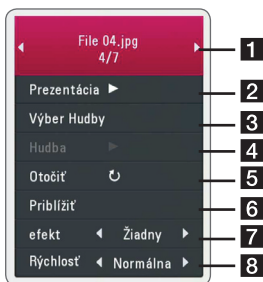 File 04.jpg 1
4/7
Prezentácia 2
Výber Hudby 3
Hudba 4
Otočiť 5
Priblížiť 6
efekt Žiadny 7
Rýchlosť Normálna 8